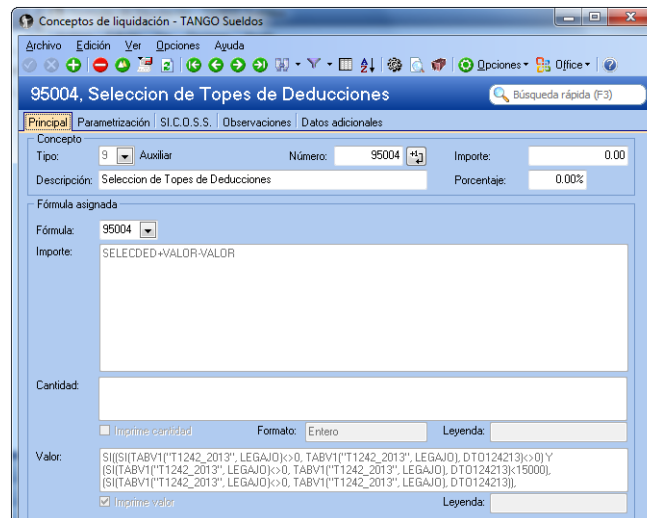 Conceptos de liquidación - TANGO Sueldos
Archivo Edición Ver Opciones Ayuda
Opciones Office
95004, Seleccion de Topes de Deducciones
Búsqueda rápida (F3)
Principal Parametrización SI.C.O.S.S. Observaciones Datos adicionales
Concepto
Tipo: 9 Auxiliar Número: 95004 Importe: 0.00
Descripción: Seleccion de Topes de Deducciones Porcentaje: 0.00%
Fórmula asignada
Fórmula: 95004
Importe: SELECDED+VALOR-VALOR
Cantidad:
Imprime cantidad Formato: Entero Leyenda:
Valor: SI((SI(TABV1("T1242_2013", LEGAJO)<>0, TABV1("T1242_2013", LEGAJO), DTO124213)<>0) Y
(SI(TABV1("T1242_2013", LEGAJO)<>0, TABV1("T1242_2013", LEGAJO), DTO124213)<15000),
(SI(TABV1("T1242_2013", LEGAJO)<>0, TABV1("T1242_2013", LEGAJO), DTO124213)),
Imprime valor Leyenda: